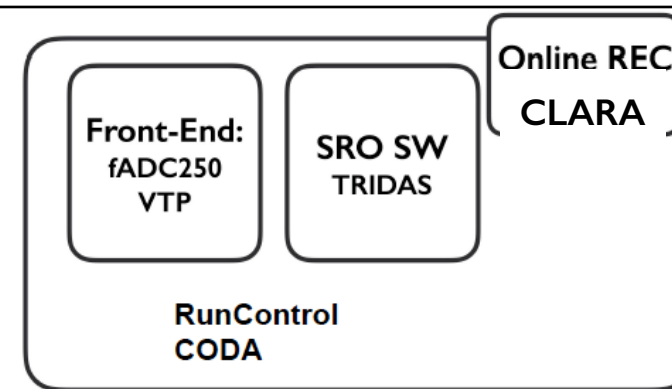 Online REC
CLARA
Front-End:
fADC250
VTP
SRO SW
TRIDAS
RunControl
CODA